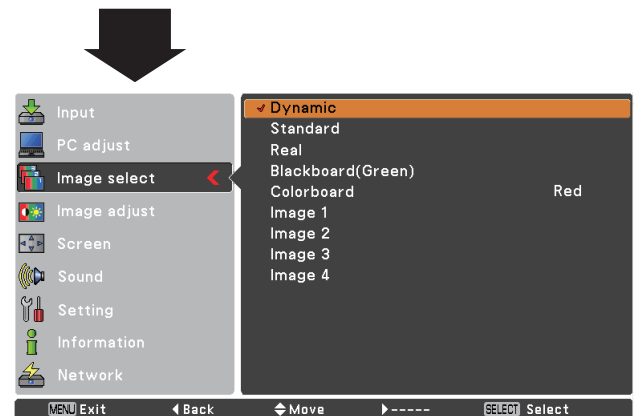 Input
PC adjust
Image select
Image adjust
Screen
Sound
Setting
Information
Network
Dynamic
Standard
Real
Blackboard(Green)
Colorboard Red
Image 1
Image 2
Image 3
Image 4
MENU Exit Back Move ----- SELECT Select